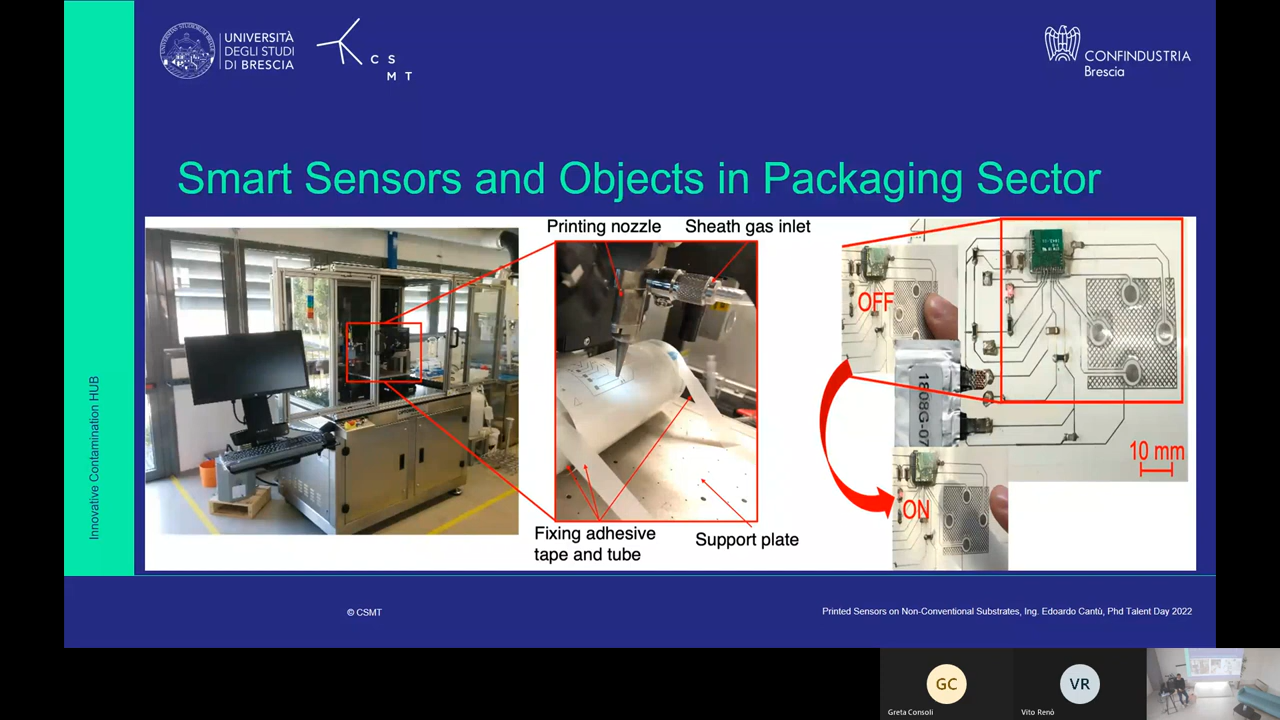 UNIVERSITÀ
DEGLI STUDI
DI BRESCIA
C S
M T
CONFINDUSTRIA
Brescia
Smart Sensors and Objects in Packaging Sector
Printing nozzle
Sheath gas inlet
OFF
10 mm
ON
Fixing adhesive
tape and tube
Support plate
Innovative Contamination HUB
© CSMT
Printed Sensors on Non-Conventional Substrates, Ing. Edoardo Cantù, Phd Talent Day 2022
GC
VR
Greta Consoli
Vito Renò